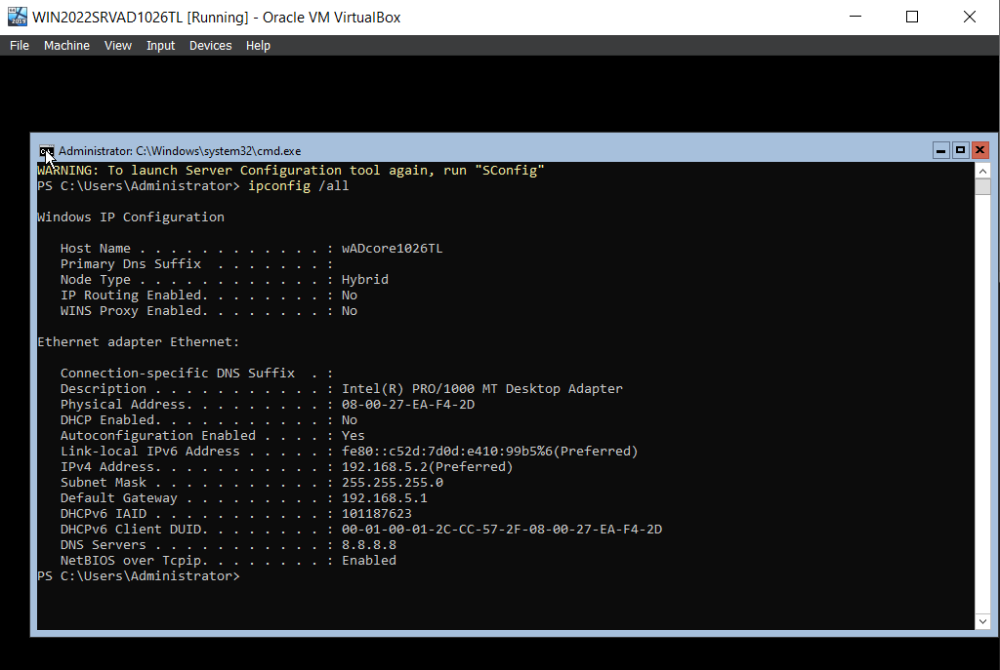 WIN2022SRVAD1026TL [Running] - Oracle VM VirtualBox
File Machine View Input Devices Help
Administrator: C:\Windows\system32\cmd.exe
WARNING: To launch Server Configuration tool again, run "SConfig"
PS C:\Users\Administrator> ipconfig /all
Windows IP Configuration
Host Name . . . . . . . . . . . . : wADcore1026TL
Primary Dns Suffix  . . . . . . . :
Node Type . . . . . . . . . . . . : Hybrid
IP Routing Enabled. . . . . . . . : No
WINS Proxy Enabled. . . . . . . . : No
Ethernet adapter Ethernet:
Connection-specific DNS Suffix  . :
Description . . . . . . . . . . . : Intel(R) PRO/1000 MT Desktop Adapter
Physical Address. . . . . . . . . : 08-00-27-EA-F4-2D
DHCP Enabled. . . . . . . . . . . : No
Autoconfiguration Enabled . . . . : Yes
Link-local IPv6 Address . . . . . : fe80::c52d:7d0d:e410:99b5%6(Preferred)
IPv4 Address. . . . . . . . . . . : 192.168.5.2(Preferred)
Subnet Mask . . . . . . . . . . . : 255.255.255.0
Default Gateway . . . . . . . . . : 192.168.5.1
DHCPv6 IAID . . . . . . . . . . . : 101187623
DHCPv6 Client DUID. . . . . . . . : 00-01-00-01-2C-CC-57-2F-08-00-27-EA-F4-2D
DNS Servers . . . . . . . . . . . : 8.8.8.8
NetBIOS over Tcpip. . . . . . . . : Enabled
PS C:\Users\Administrator>